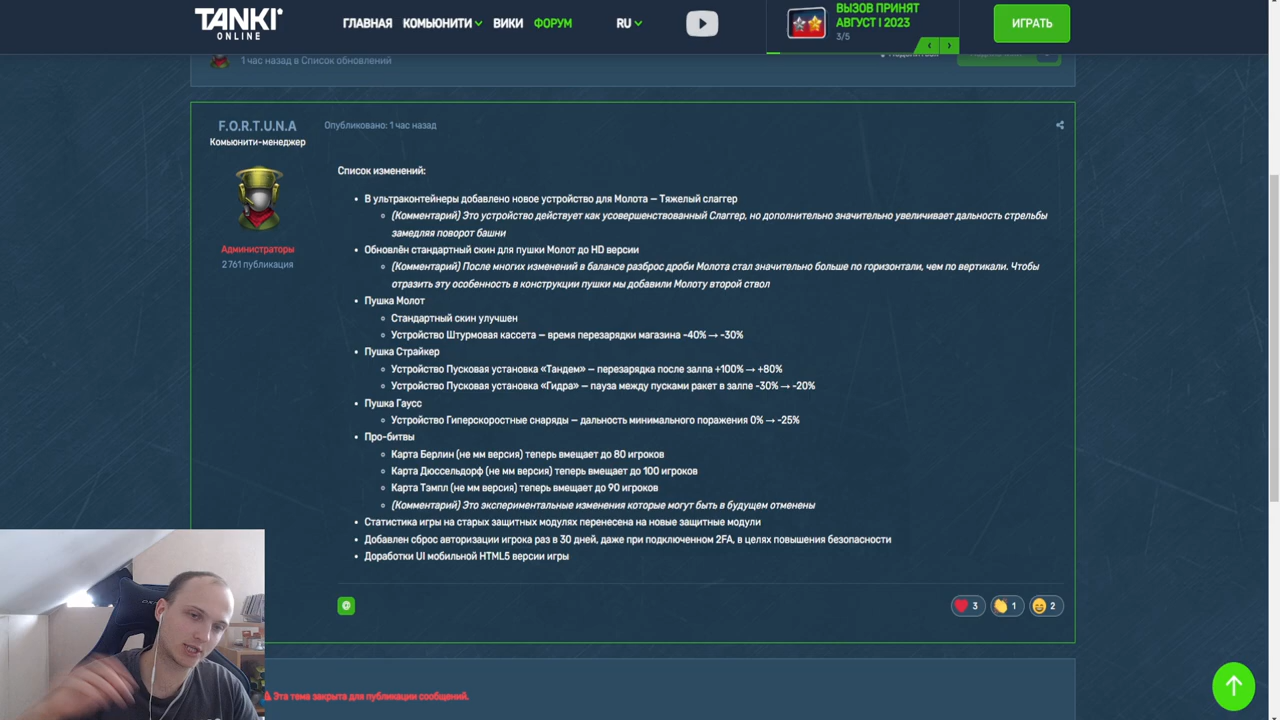 TANKI
ONLINE
ГЛАВНАЯ КОМЬЮНИТИ ВИКИ ФОРУМ RU
ВЫЗОВ ПРИНЯТ
АВГУСТ I 2023
3/5
ИГРАТЬ
1 час назад в Список обновлений
F.O.R.T.U.N.A
Комьюнити-менеджер
Администраторы
2 761 публикация
Опубликовано: 1 час назад
Список изменений:
В ультраконтейнеры добавлено новое устройство для Молота — Тяжелый слаггер
(Комментарий) Это устройство действует как усовершенствованный Слаггер, но дополнительно значительно увеличивает дальность стрельбы
замедляя поворот башни
Обновлён стандартный скин для пушки Молот до HD версии
(Комментарий) После многих изменений в балансе разброс дроби Молота стал значительно больше по горизонтали, чем по вертикали. Чтобы
отразить эту особенность в конструкции пушки мы добавили Молоту второй ствол
Пушка Молот
Стандартный скин улучшен
Устройство Штурмовая кассета — время перезарядки магазина -40% → -30%
Пушка Страйкер
Устройство Пусковая установка «Тандем» — перезарядка после залпа +100% → +80%
Устройство Пусковая установка «Гидра» — пауза между пусками ракет в залпе -30% → -20%
Пушка Гаусс
Устройство Гиперскоростные снаряды — дальность минимального поражения 0% → -25%
Про-битвы
Карта Берлин (не мм версия) теперь вмещает до 80 игроков
Карта Дюссельдорф (не мм версия) теперь вмещает до 100 игроков
Карта Тэмпл (не мм версия) теперь вмещает до 90 игроков
(Комментарий) Это экспериментальные изменения которые могут быть в будущем отменены
Статистика игры на старых защитных модулях перенесена на новые защитные модули
Добавлен сброс авторизации игрока раз в 30 дней, даже при подключенном 2FA, в целях повышения безопасности
Доработки UI мобильной HTML5 версии игры
3 1 2
Эта тема закрыта для публикации сообщений.